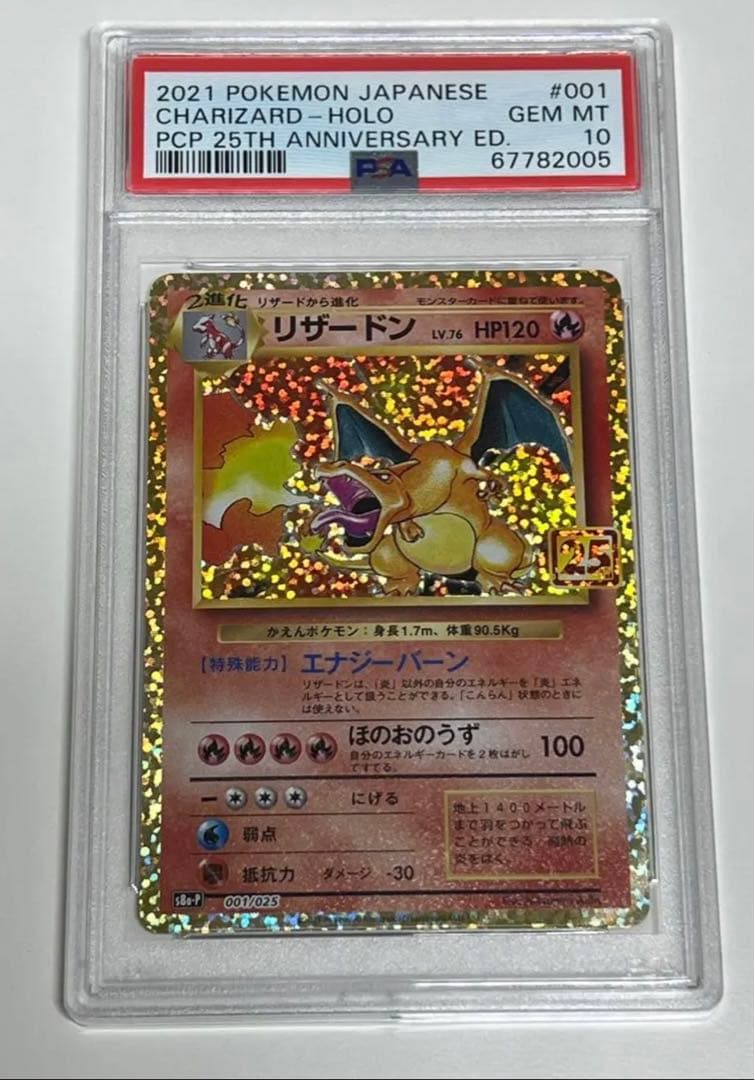 2021 POKEMON JAPANESE #001
CHARIZARD-HOLO GEM MT
PCP 25TH ANNIVERSARY ED. 10
PSA 67782005
2進化 リザードから進化 モンスターカードに重ねて使います。
リザードン LV.76 HP120
25
かえんポケモン：身長1.7m、体重90.5Kg
【特殊能力】 エナジーバーン
リザードンは、「炎」以外の自分のエネルギーを「炎」エネ
ルギーとして扱うことができる。「こんらん」状態のときに
は使えない。
ほのおのうず 100
自分のエネルギーカードを2枚はがし
てすてる。
ー にげる
弱点
抵抗力 ダメージ -30
地上1400メートル
まで羽をつかって飛ぶ
ことができる 高熱の
炎をはく。
s8a-P 001/025